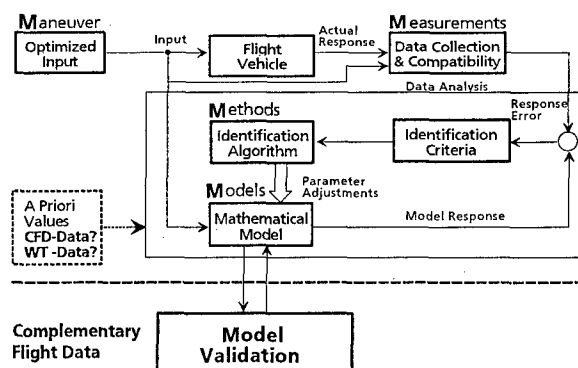 Maneuver
Optimized
Input
Input
Flight
Vehicle
Actual
Response
Measurements
Data Collection
& Compatibility
Data Analysis
Response
Error
Methods
Identification
Algorithm
Identification
Criteria
Parameter
Adjustments
Models
Mathematical
Model
Model Response
A Priori
Values
CFD-Data?
WT -Data?
Complementary
Flight Data
Model
Validation